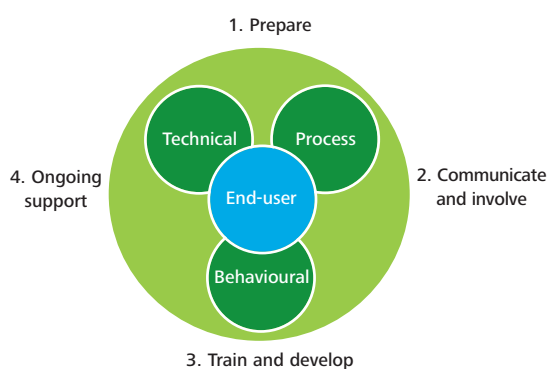 1. Prepare
Technical
Process
4. Ongoing
support
End-user
2. Communicate
and involve
Behavioural
3. Train and develop